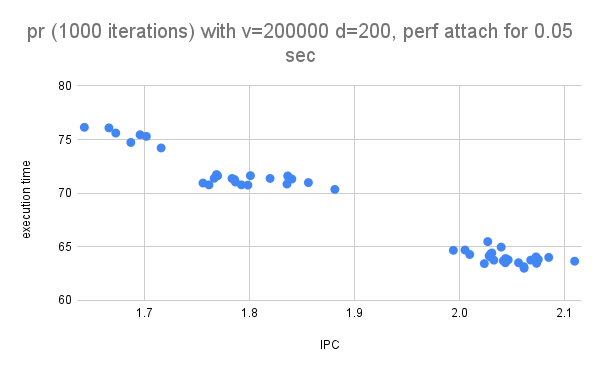 pr (1000 iterations) with v=200000 d=200, perf attach for 0.05
sec
80
75
70
65
60
execution time
1.7 1.8 1.9 2.0 2.1
IPC